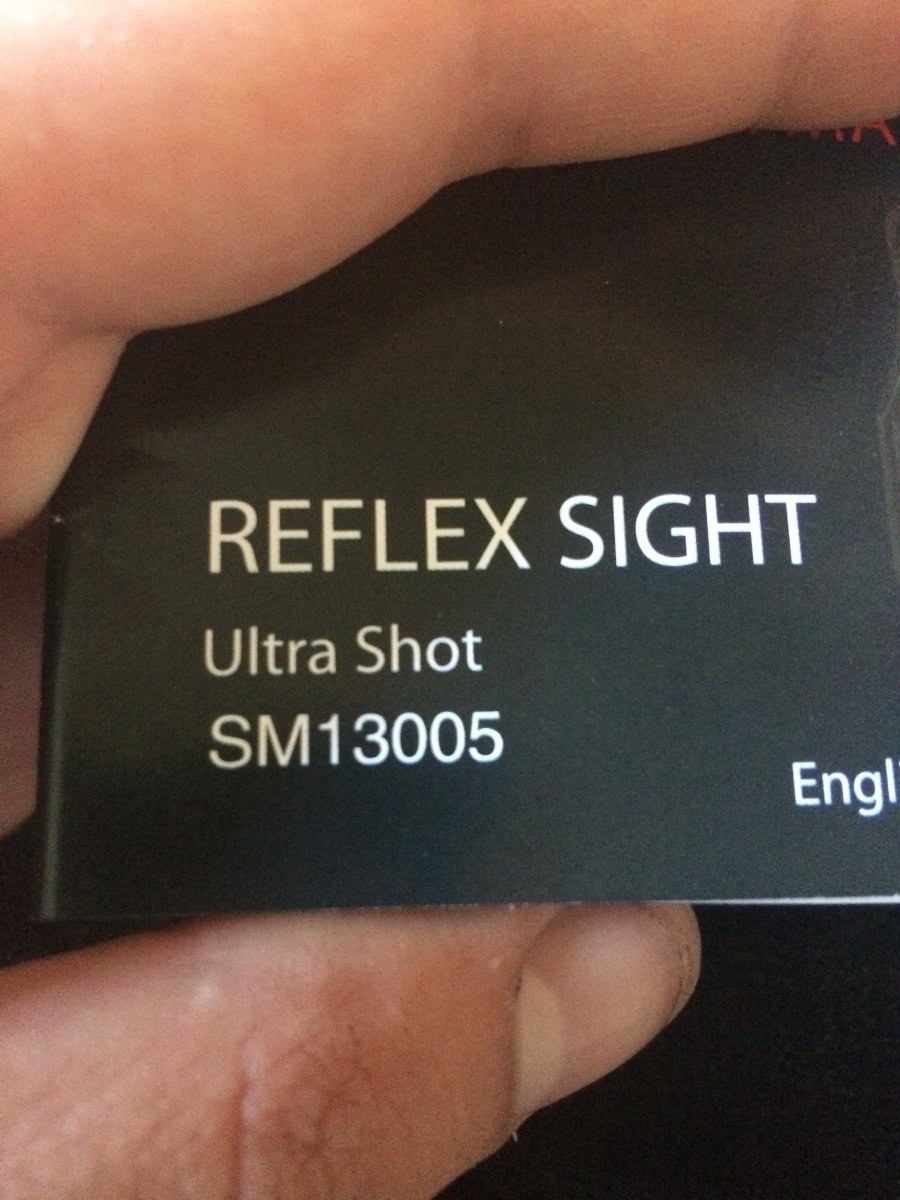 REFLEX SIGHT
Ultra Shot
SM13005